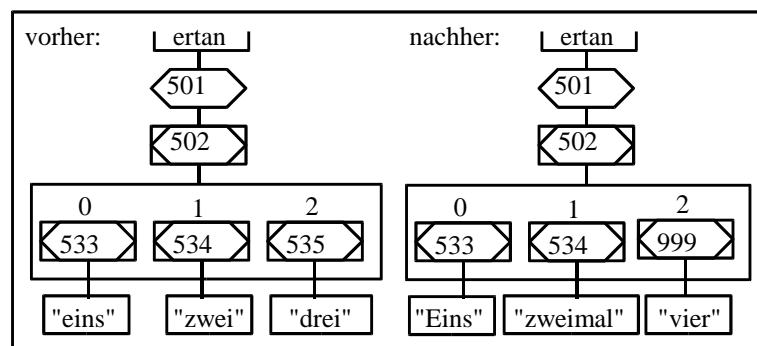 vorher: ertan nachher: ertan
501 501
502 502
0 1 2 0 1 2
533 534 535 533 534 999
"eins" "zwei" "drei" "Eins" "zweimal" "vier"